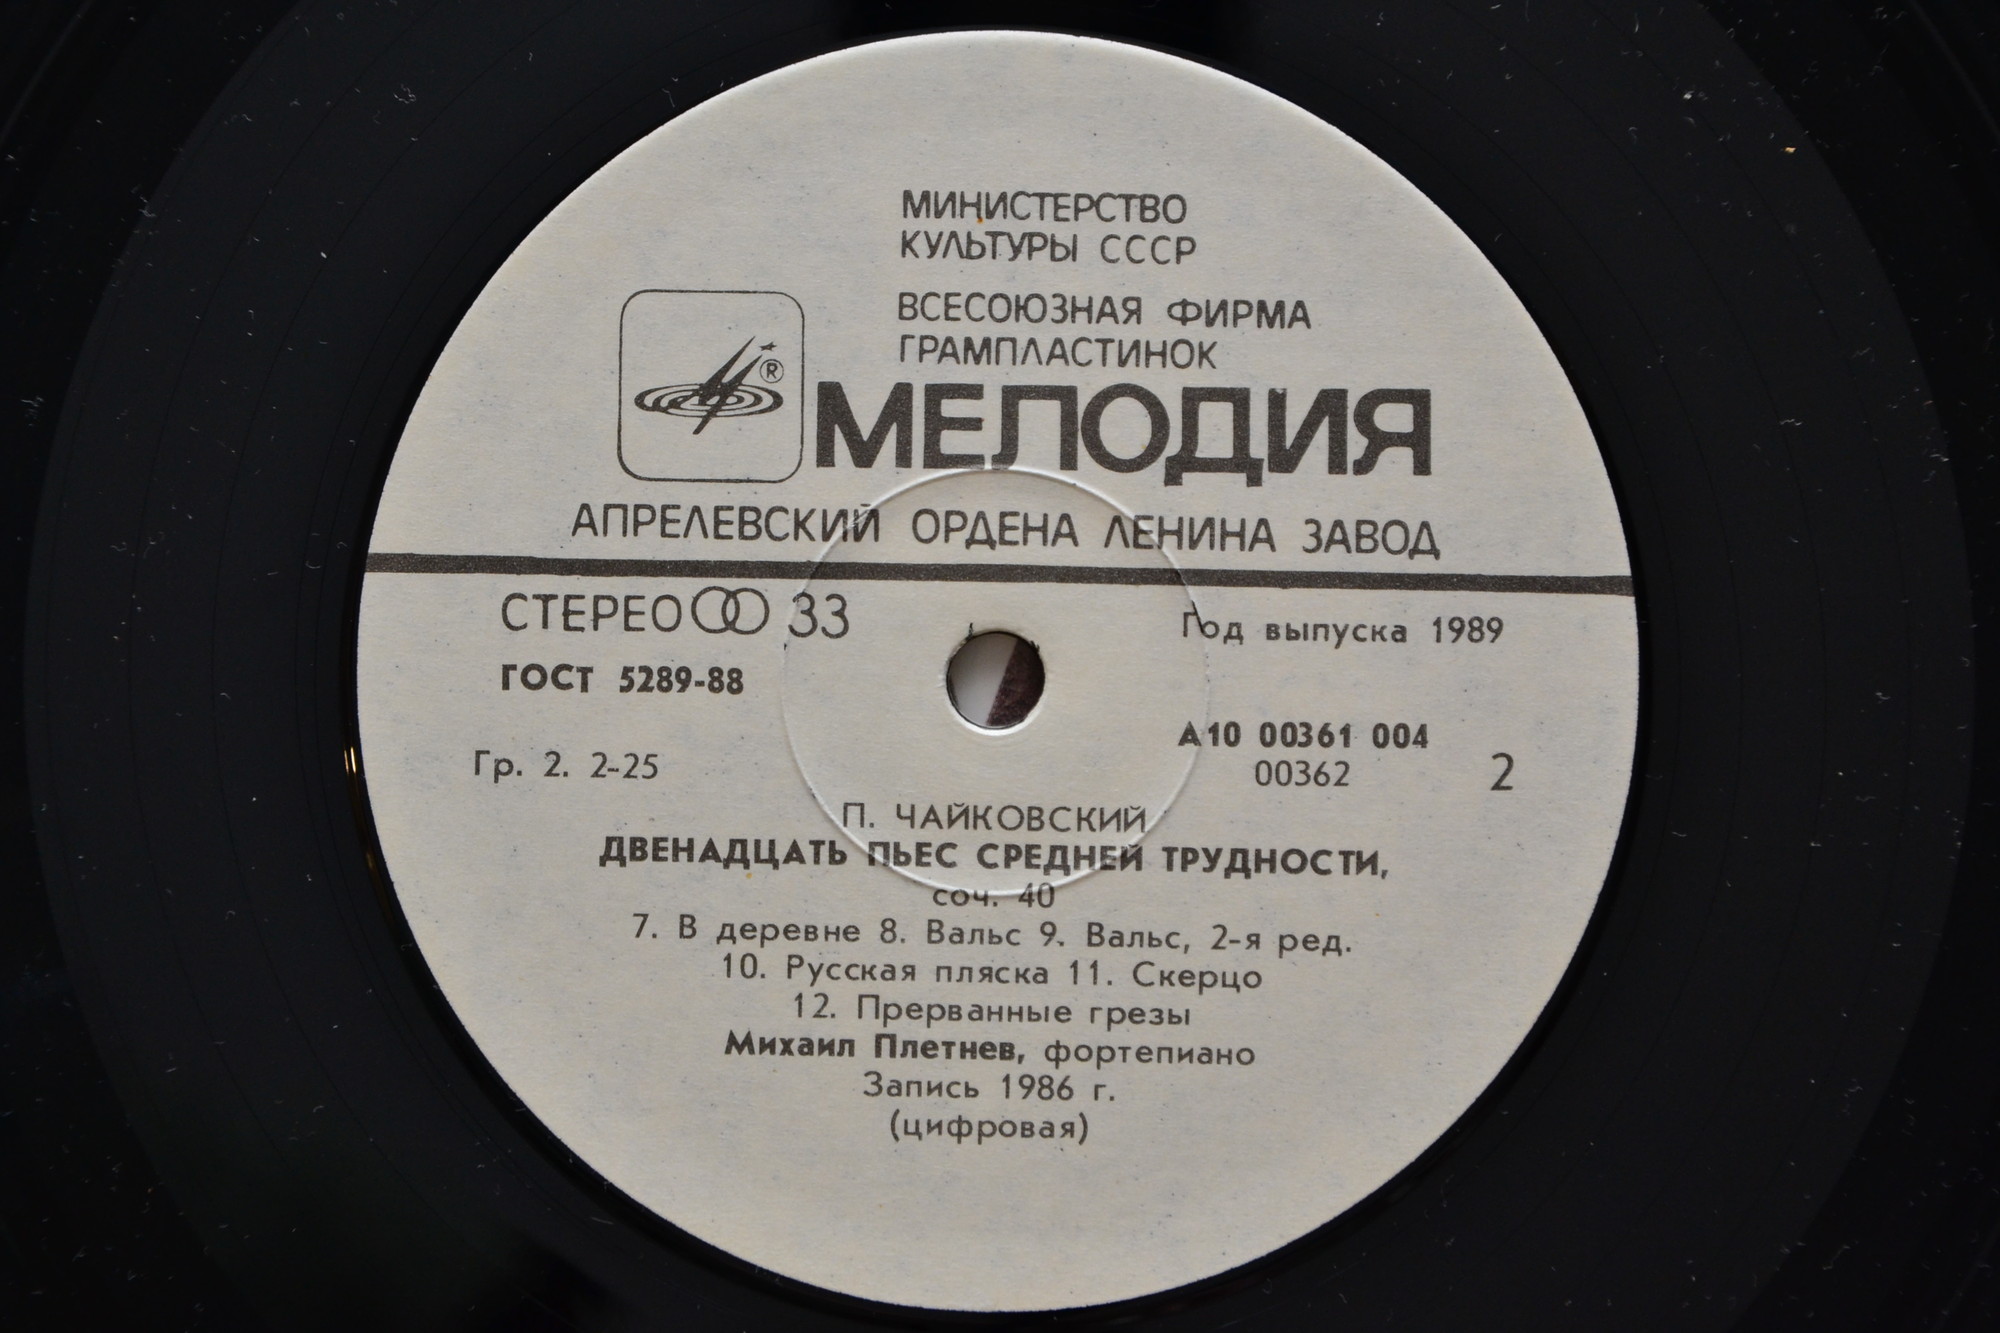 МИНИСТЕРСТВО
КУЛЬТУРЫ СССР
ВСЕСОЮЗНАЯ ФИРМА
ГРАМПЛАСТИНОК
®
МЕЛОДИЯ
АПРЕЛЕВСКИЙ ОРДЕНА ЛЕНИНА ЗАВОД
СТЕРЕО 33
Год выпуска 1989
ГОСТ 5289-88
А10 00361 004
Гр. 2. 2-25
00362
2
П. ЧАЙКОВСКИЙ
ДВЕНАДЦАТЬ ПЬЕС СРЕДНЕЙ ТРУДНОСТИ,
соч. 40
7. В деревне 8. Вальс 9. Вальс, 2-я ред.
10. Русская пляска 11. Скерцо
12. Прерванные грезы
Михаил Плетнев, фортепиано
Запись 1986 г.
(цифровая)